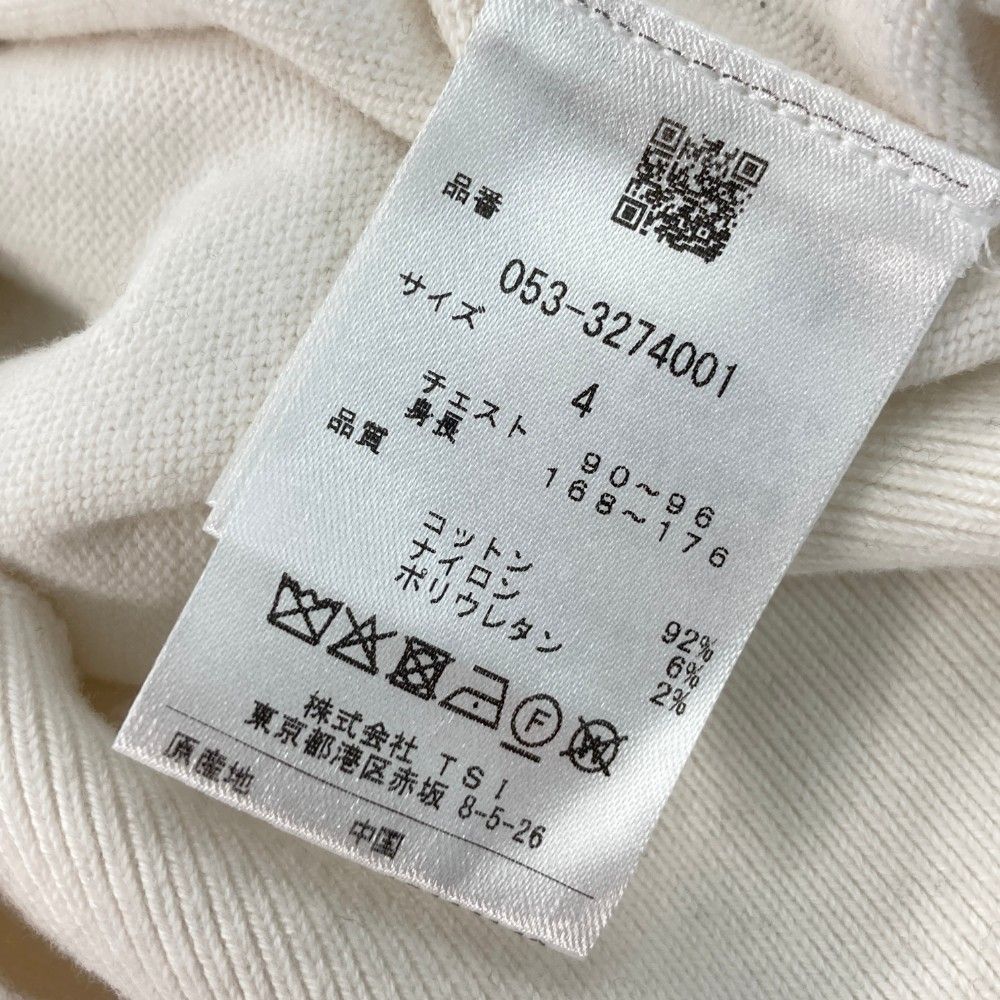 品番
053-3274001
サイズ
4
チェスト 90~96
身長 168~176
品質
コットン 92%
ナイロン 6%
ポリウレタン 2%
F W
株式会社 TSI
東京都港区赤坂 8-5-26
原産地
中国